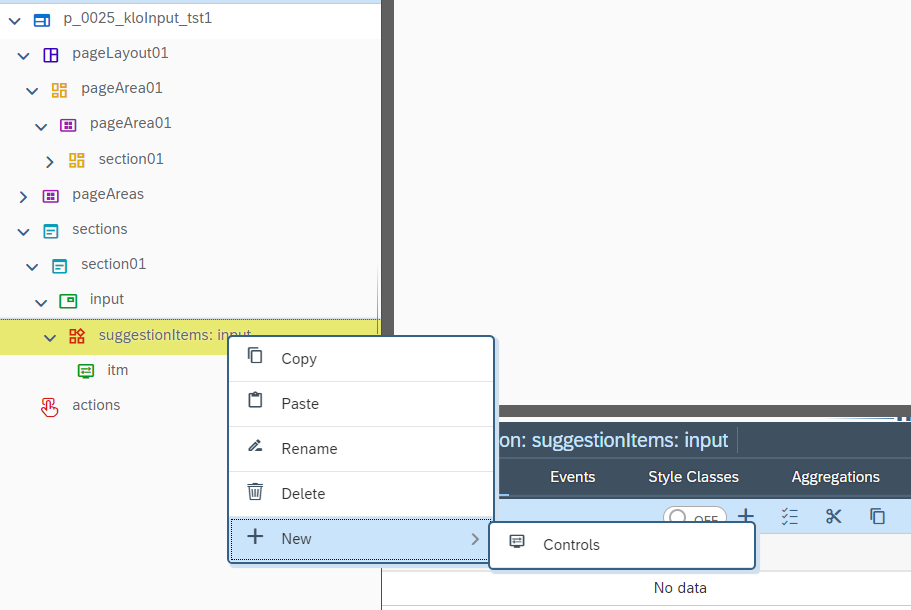 p_0025_kloInput_tst1
pageLayout01
pageArea01
pageArea01
section01
pageAreas
sections
section01
input
suggestionItems: input
itm
actions
Copy
Paste
Rename
Delete
New
Controls
on: suggestionItems: input
Events
Style Classes
Aggregations
OFF
No data